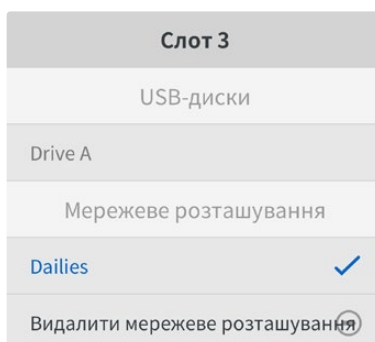 Слот 3
USB-диски
Drive A
Мережеве розташування
Dailies
Видалити мережеве розташування